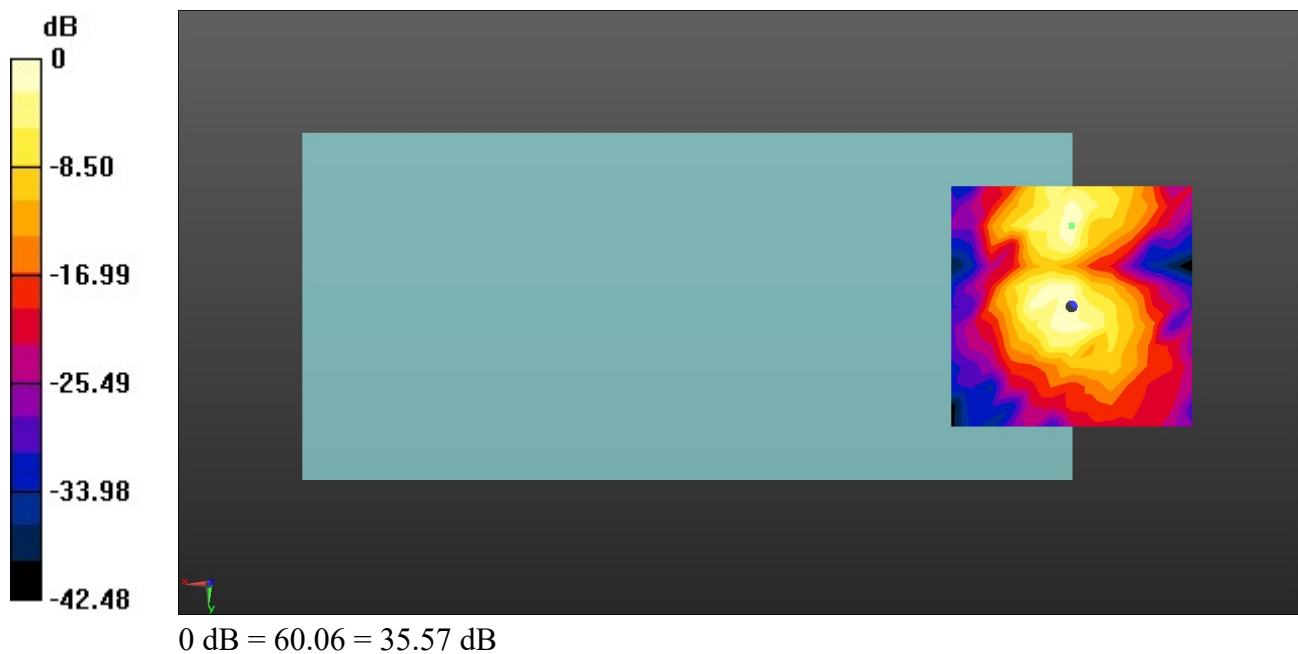 dB
0
-8.50
-16.99
-25.49
-33.98
-42.48
x
y
0 dB = 60.06 = 35.57 dB